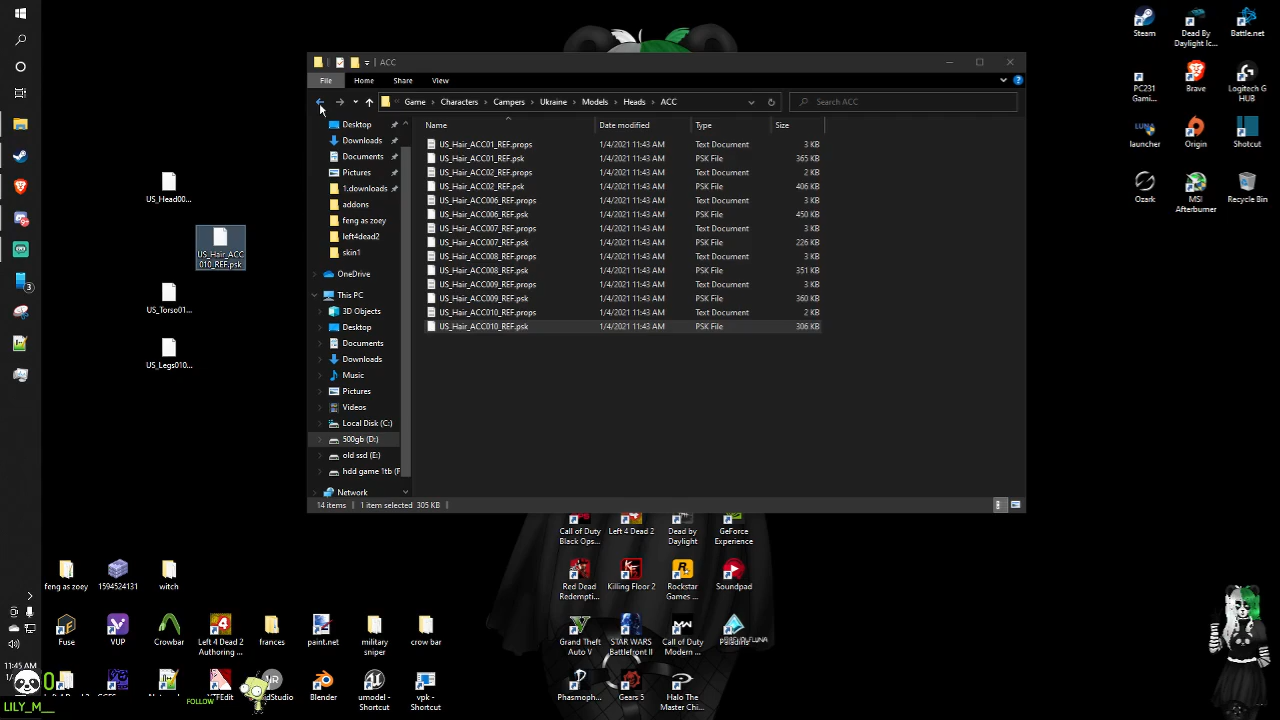 ACC
File
Home
Share
View
Game
Characters
Campers
Ukraine
Models
Heads
ACC
Search ACC
Name
Date modified
Type
Size
US_Hair_ACC01_REF.props 1/4/2021 11:43 AM Text Document 3 KB
US_Hair_ACC01_REF.psk 1/4/2021 11:43 AM PSK File 365 KB
US_Hair_ACC02_REF.props 1/4/2021 11:43 AM Text Document 2 KB
US_Hair_ACC02_REF.psk 1/4/2021 11:43 AM PSK File 406 KB
US_Hair_ACC006_REF.props 1/4/2021 11:43 AM Text Document 3 KB
US_Hair_ACC006_REF.psk 1/4/2021 11:43 AM PSK File 450 KB
US_Hair_ACC007_REF.props 1/4/2021 11:43 AM Text Document 3 KB
US_Hair_ACC007_REF.psk 1/4/2021 11:43 AM PSK File 226 KB
US_Hair_ACC008_REF.props 1/4/2021 11:43 AM Text Document 3 KB
US_Hair_ACC008_REF.psk 1/4/2021 11:43 AM PSK File 351 KB
US_Hair_ACC009_REF.props 1/4/2021 11:43 AM Text Document 3 KB
US_Hair_ACC009_REF.psk 1/4/2021 11:43 AM PSK File 360 KB
US_Hair_ACC010_REF.props 1/4/2021 11:43 AM Text Document 2 KB
US_Hair_ACC010_REF.psk 1/4/2021 11:43 AM PSK File 306 KB
Desktop
Downloads
Documents
Pictures
1.downloads
addons
feng as zoey
left4dead2
skin1
OneDrive
This PC
3D Objects
Desktop
Documents
Downloads
Music
Pictures
Videos
Local Disk (C:)
500gb (D:)
old ssd (E:)
hdd game 1tb (F
Network
14 items
1 item selected 305 KB
US_Head00...
US_Hair_ACC
010_REF.psk
US_Torso01...
US_Legs010...
Steam
Dead By
Daylight Ic...
Battle.net
PC231
Gami...
Brave
Logitech G
HUB
launcher
Origin
Shotcut
Ozark
MSI
Afterburner
Recycle Bin
3
Call of Duty
Black Ops...
Left 4 Dead 2
Dead by
Daylight
GeForce
Experience
feng as zoey
1594524131
witch
Red Dead
Redempti...
Killing Floor 2
Rockstar
Games ...
Soundpad
Fuse
VUP
Crowbar
Left 4 Dead 2
Authoring ...
frances
paint.net
military
sniper
crow bar
Grand Theft
Auto V
STAR WARS
Battlefront II
Call of Duty
Modern ...
Paladins
VTFEdit
Blender
umodel -
Shortcut
vpk -
Shortcut
Phasmoph...
Gears 5
Halo The
Master Chi...
11:45 AM
0
FOLLOW
LILY_M__